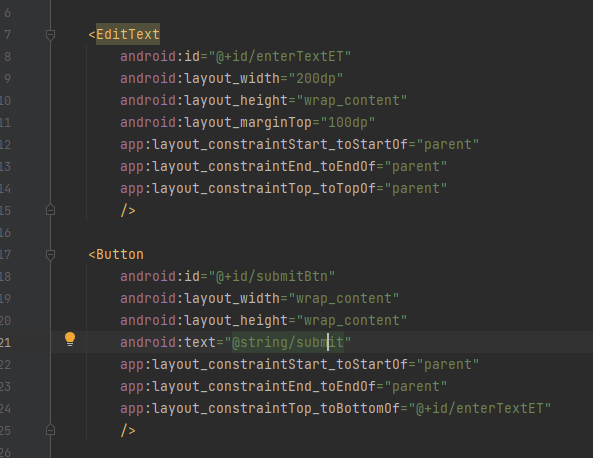 6
7 <EditText
8 android:id="@+id/enterTextET"
9 android:layout_width="200dp"
10 android:layout_height="wrap_content"
11 android:layout_marginTop="100dp"
12 app:layout_constraintStart_toStartOf="parent"
13 app:layout_constraintEnd_toEndOf="parent"
14 app:layout_constraintTop_toTopOf="parent"
15 />
16
17 <Button
18 android:id="@+id/submitBtn"
19 android:layout_width="wrap_content"
20 android:layout_height="wrap_content"
21 android:text="@string/submit"
22 app:layout_constraintStart_toStartOf="parent"
23 app:layout_constraintEnd_toEndOf="parent"
24 app:layout_constraintTop_toBottomOf="@+id/enterTextET"
25 />
26